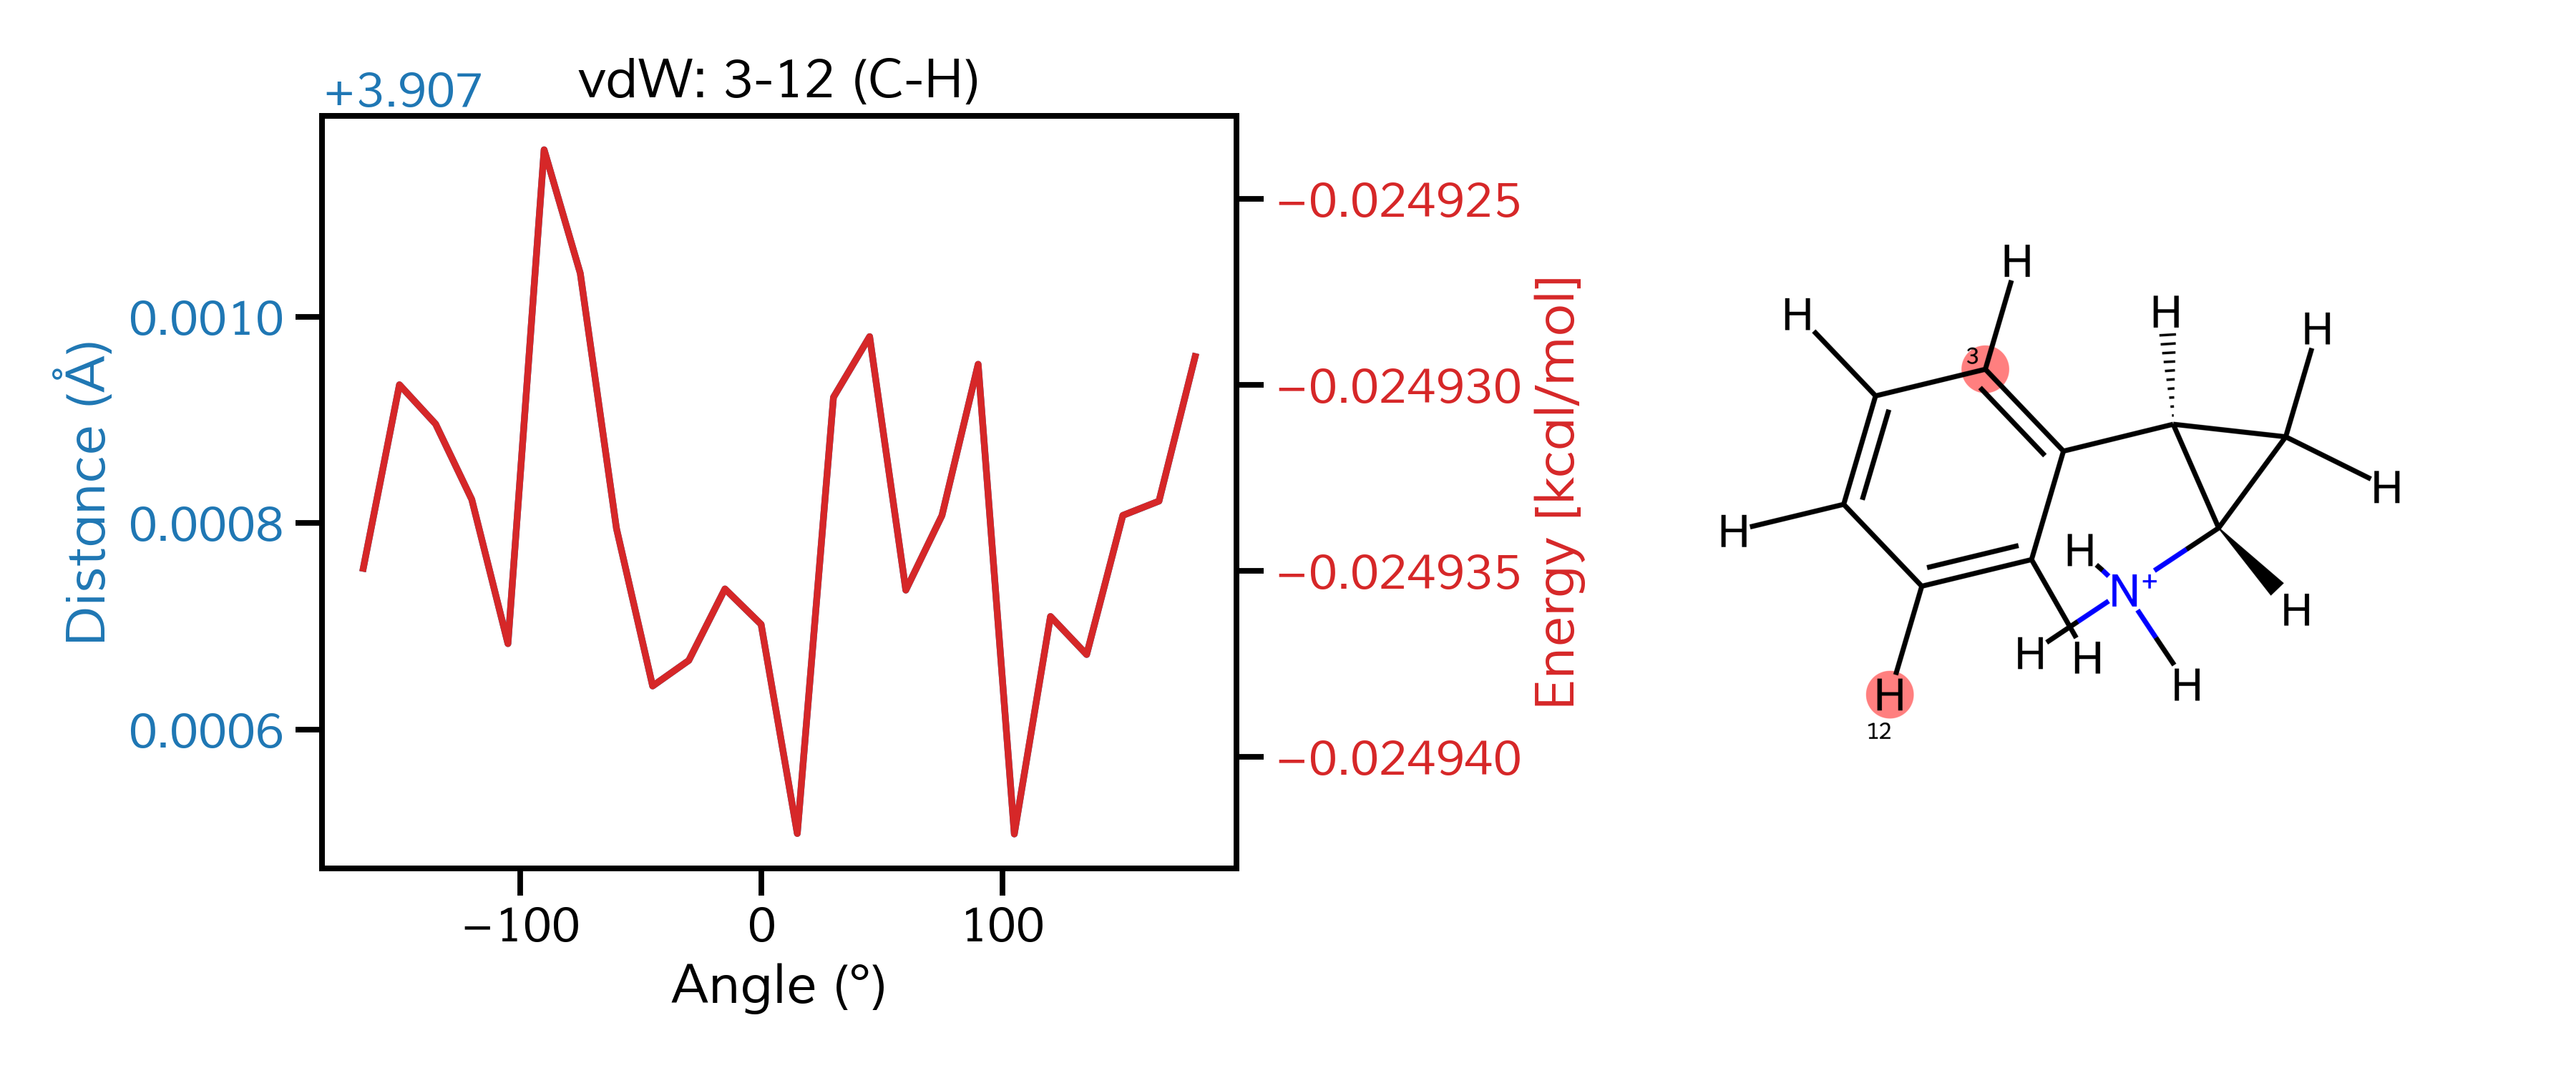 vdW: 3-12 (C-H)
+3.907
Distance (Å)
0.0010
0.0008
0.0006
−100
0
100
Angle (°)
−0.024925
−0.024930
−0.024935
−0.024940
Energy [kcal/mol]
H
H
3
H
H
H
H
H
N+
H
H
H
H
H
12